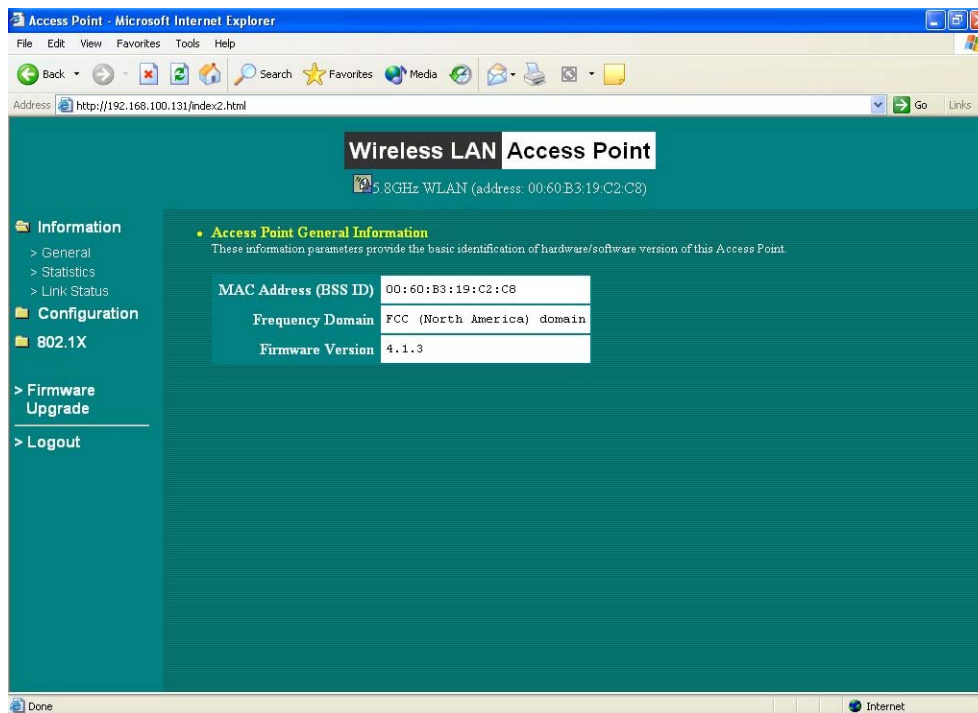 Access Point - Microsoft Internet Explorer
File Edit View Favorites Tools Help
Back Search Favorites Media
Address http://192.168.100.131/index2.html Go Links
Wireless LAN Access Point
5.8GHz WLAN (address: 00:60:B3:19:C2:C8)
Information
> General
> Statistics
> Link Status
Configuration
802.1X
> Firmware
Upgrade
> Logout
• Access Point General Information
These information parameters provide the basic identification of hardware/software version of this Access Point.
MAC Address (BSS ID) 00:60:B3:19:C2:C8
Frequency Domain FCC (North America) domain
Firmware Version 4.1.3
Done Internet